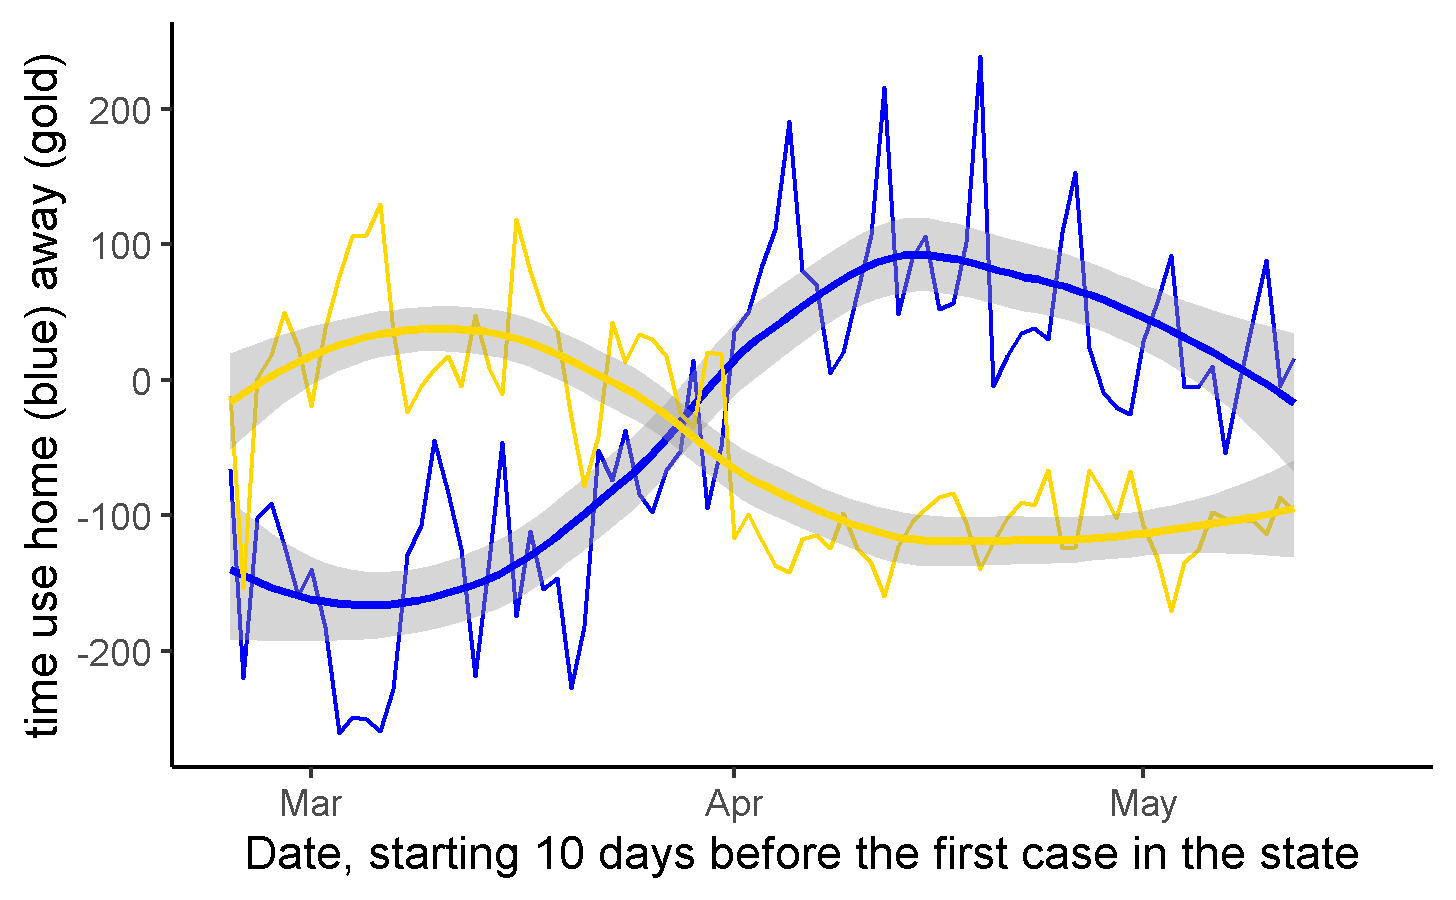 time use home (blue) away (gold)
200
100
0
-100
-200
Mar
Apr
May
Date, starting 10 days before the first case in the state